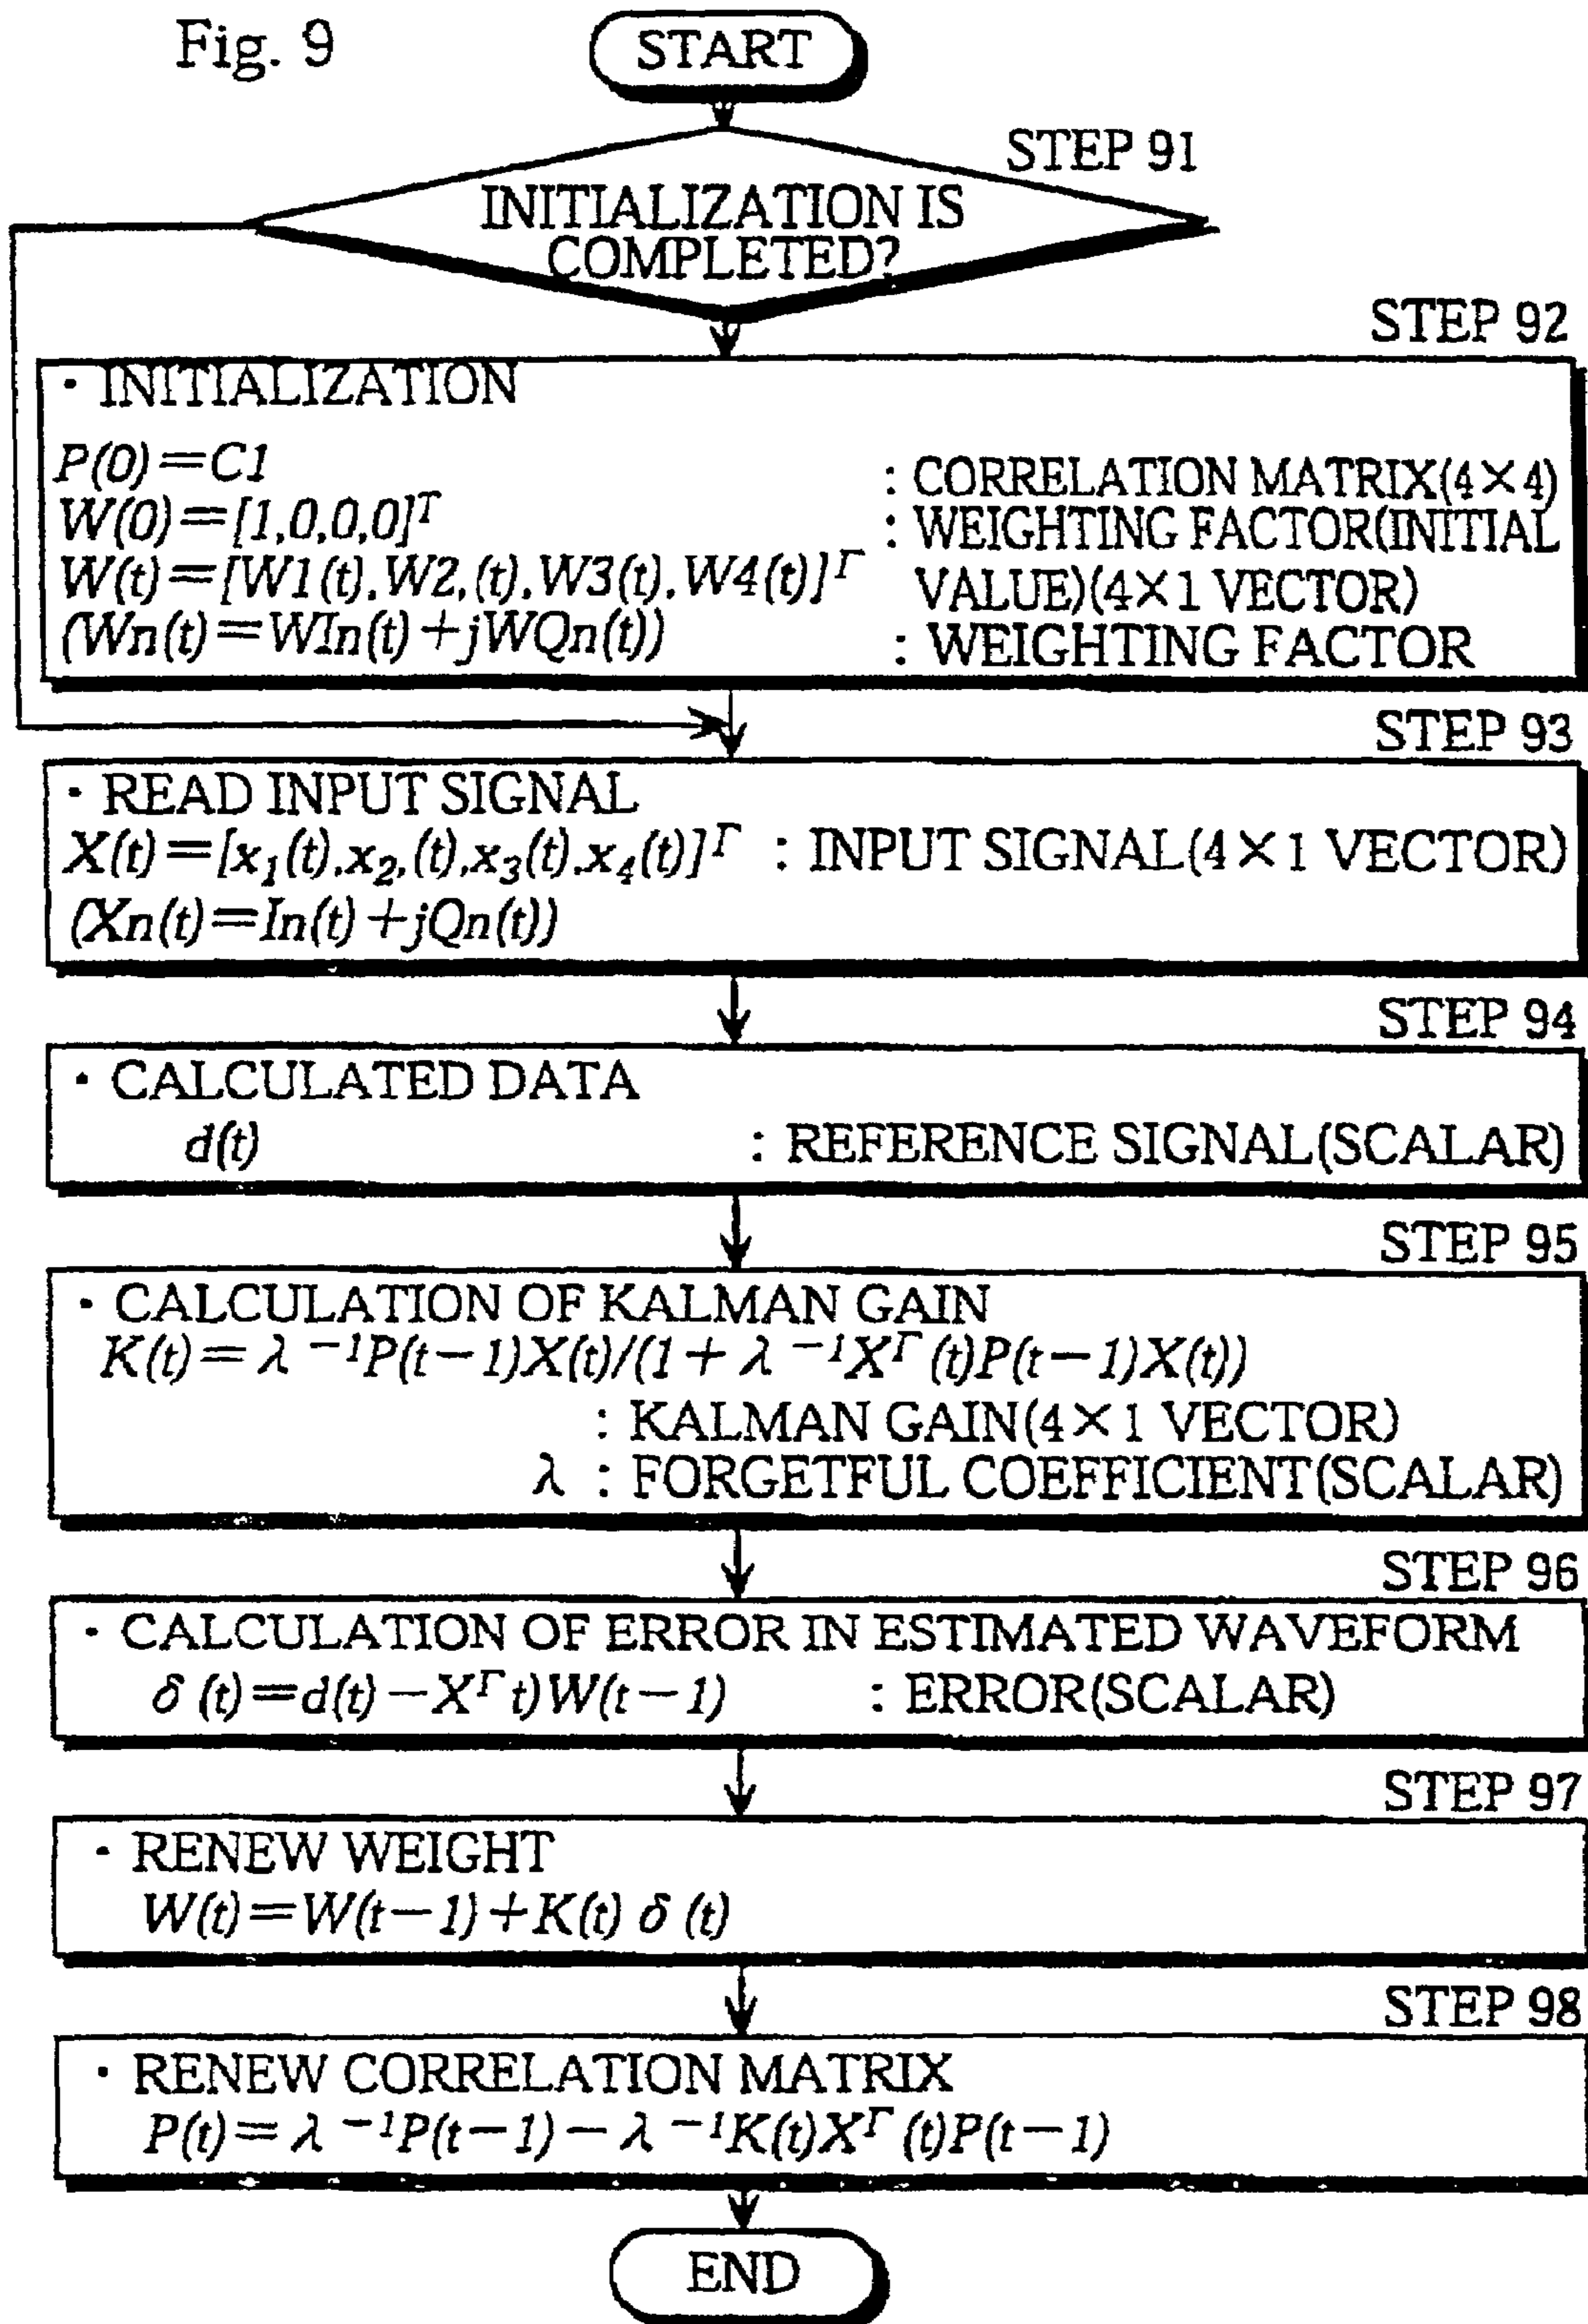 Fig. 9
START
STEP 91
INITIALIZATION IS
COMPLETED?
STEP 92
· INITIALIZATION
P(0)=C1 : CORRELATION MATRIX(4×4)
W(0)=[1,0,0,0]^T : WEIGHTING FACTOR(INITIAL
W(t)=[W1(t).W2,(t).W3(t).W4(t)]^Γ VALUE)(4×1 VECTOR)
(Wn(t)=WIn(t)+jWQn(t)) : WEIGHTING FACTOR
STEP 93
· READ INPUT SIGNAL
X(t)=[x₁(t).x₂,(t),x₃(t).x₄(t)]^Γ : INPUT SIGNAL(4×1 VECTOR)
(Xn(t)=In(t)+jQn(t))
STEP 94
· CALCULATED DATA
d(t) : REFERENCE SIGNAL(SCALAR)
STEP 95
· CALCULATION OF KALMAN GAIN
K(t)=λ⁻¹P(t−1)X(t)/(1+λ⁻¹X^Γ(t)P(t−1)X(t))
: KALMAN GAIN(4×1 VECTOR)
λ : FORGETFUL COEFFICIENT(SCALAR)
STEP 96
· CALCULATION OF ERROR IN ESTIMATED WAVEFORM
δ(t)=d(t)−X^Γ t)W(t−1) : ERROR(SCALAR)
STEP 97
· RENEW WEIGHT
W(t)=W(t−1)+K(t) δ (t)
STEP 98
· RENEW CORRELATION MATRIX
P(t)=λ⁻¹P(t−1)−λ⁻¹K(t)X^Γ(t)P(t−1)
END